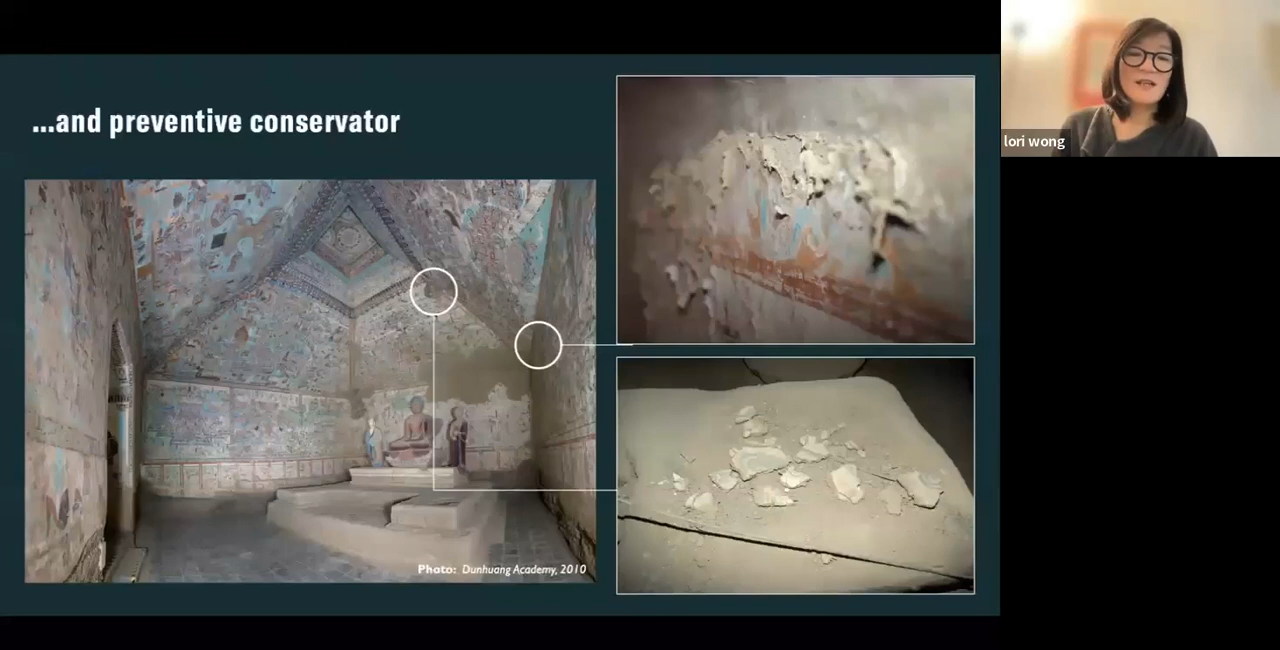 ...and preventive conservator
lori wong
Photo: Dunhuang Academy, 2010